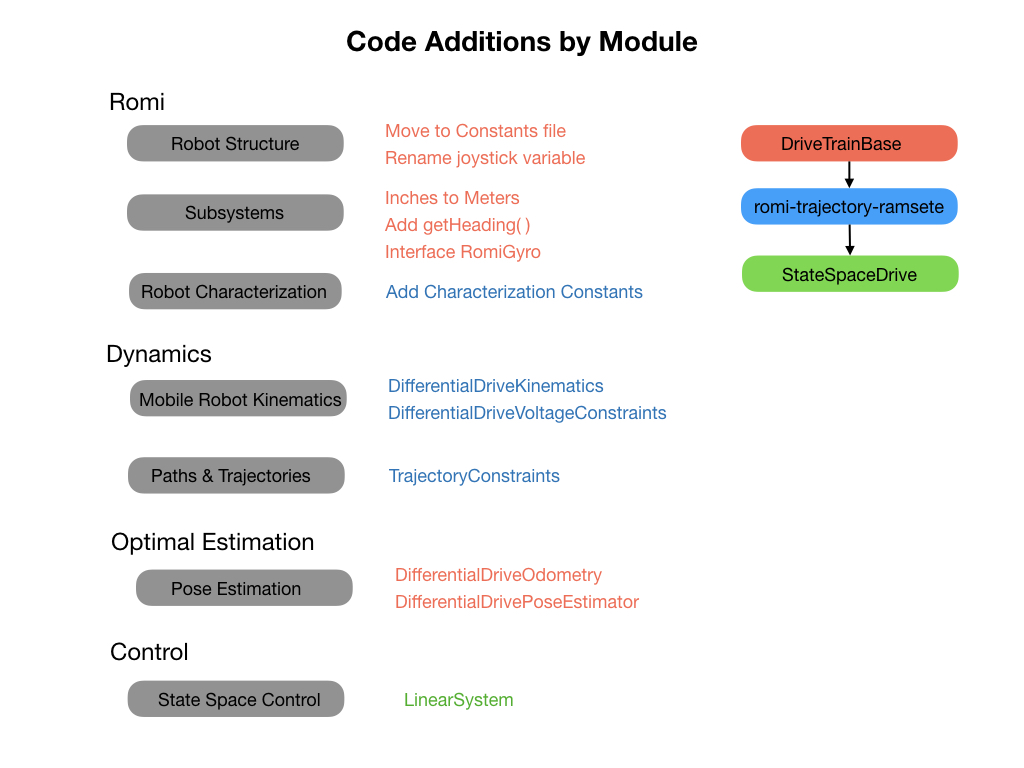 Code Additions by Module
Romi
Robot Structure
Move to Constants file
Rename joystick variable
Subsystems
Inches to Meters
Add getHeading( )
Interface RomiGyro
Robot Characterization
Add Characterization Constants
DriveTrainBase
romi-trajectory-ramsete
StateSpaceDrive
Dynamics
Mobile Robot Kinematics
DifferentialDriveKinematics
DifferentialDriveVoltageConstraints
Paths & Trajectories
TrajectoryConstraints
Optimal Estimation
Pose Estimation
DifferentialDriveOdometry
DifferentialDrivePoseEstimator
Control
State Space Control
LinearSystem